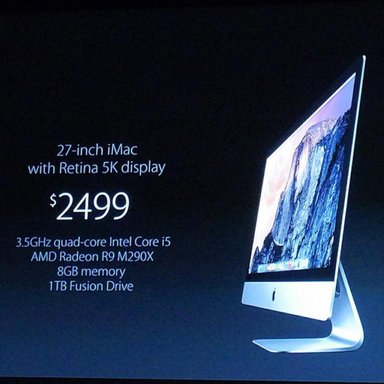 27-inch iMac
with Retina 5K display
$2499
3.5GHz quad-core Intel Core i5
AMD Radeon R9 M290X
8GB memory
1TB Fusion Drive